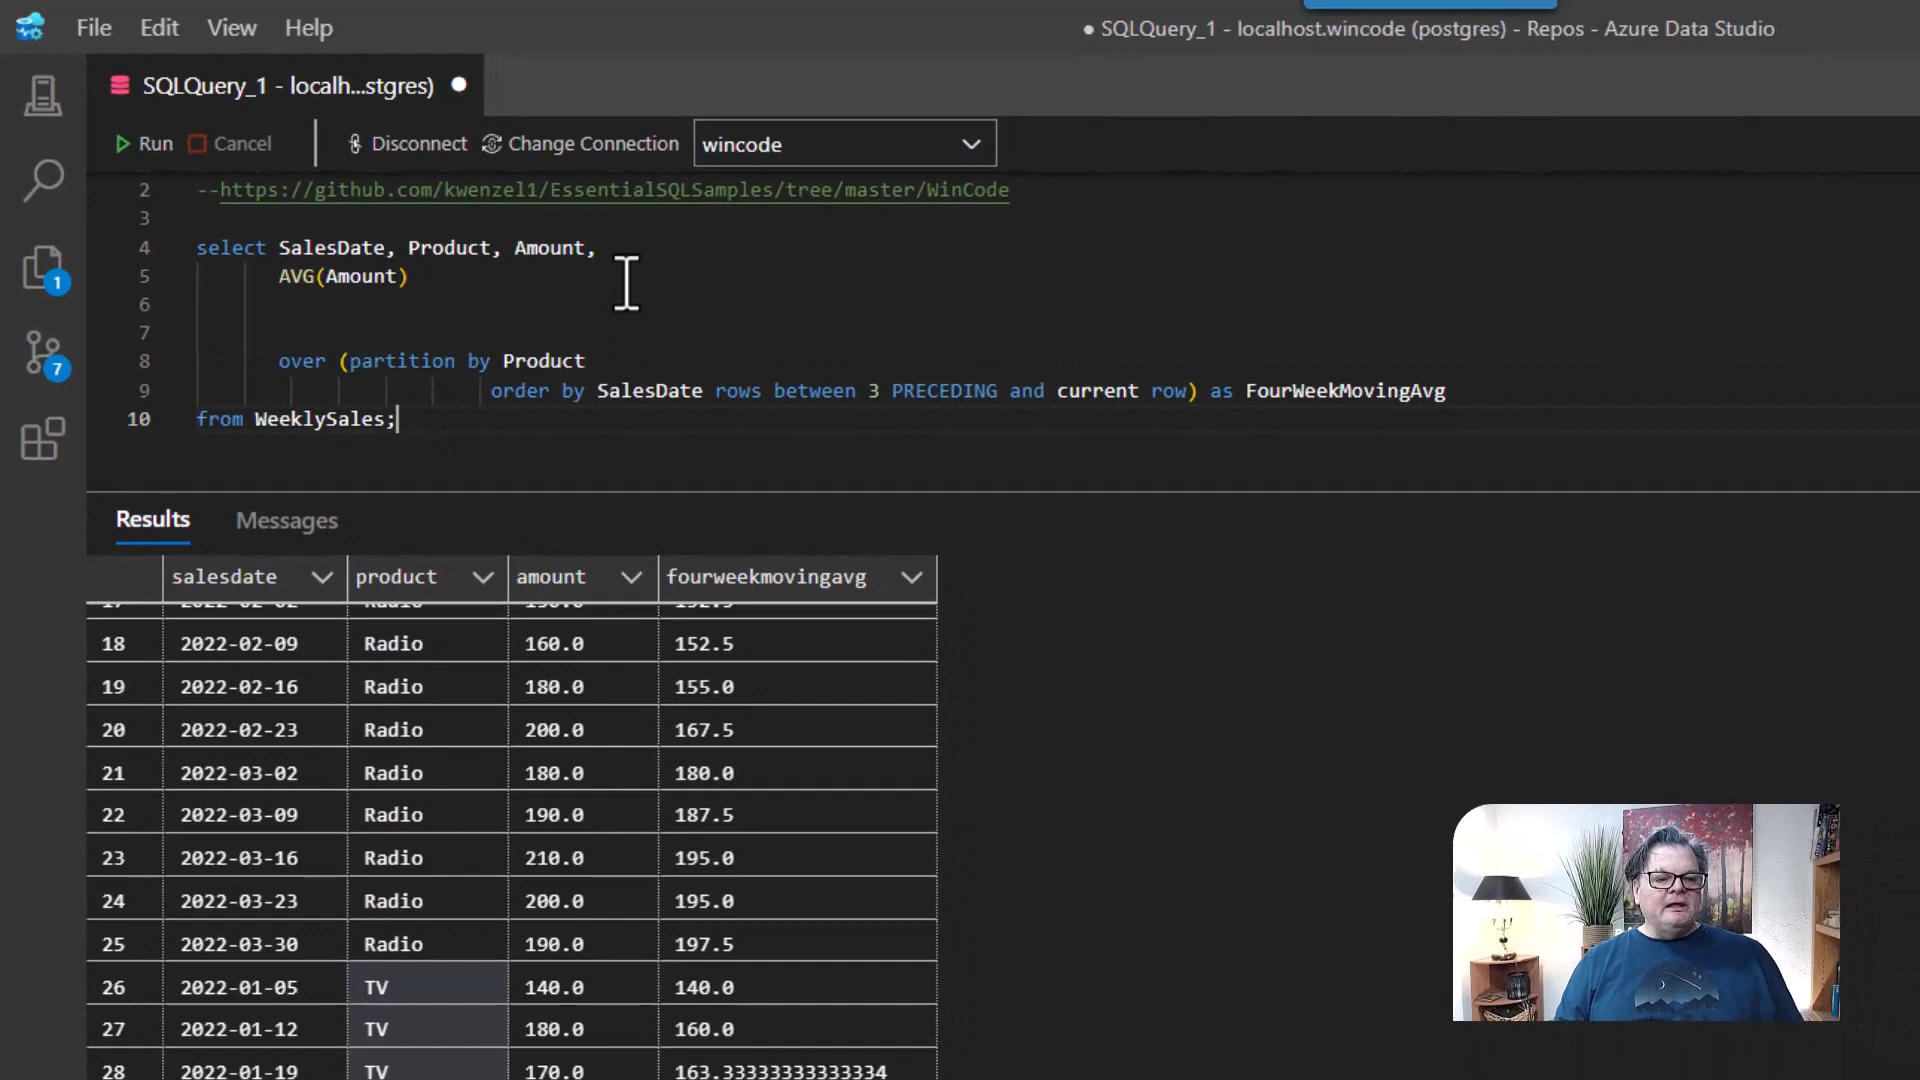 File Edit View Help
● SQLQuery_1 - localhost.wincode (postgres) - Repos - Azure Data Studio
SQLQuery_1 - localh...stgres) ●
Run Cancel Disconnect Change Connection wincode
2 --https://github.com/kwenzel1/EssentialSQLSamples/tree/master/WinCode
3
4 select SalesDate, Product, Amount,
5 AVG(Amount)
6
7
8 over (partition by Product
9 order by SalesDate rows between 3 PRECEDING and current row) as FourWeekMovingAvg
10 from WeeklySales;
1
7
Results Messages
salesdate product amount fourweekmovingavg
18 2022-02-09 Radio 160.0 152.5
19 2022-02-16 Radio 180.0 155.0
20 2022-02-23 Radio 200.0 167.5
21 2022-03-02 Radio 180.0 180.0
22 2022-03-09 Radio 190.0 187.5
23 2022-03-16 Radio 210.0 195.0
24 2022-03-23 Radio 200.0 195.0
25 2022-03-30 Radio 190.0 197.5
26 2022-01-05 TV 140.0 140.0
27 2022-01-12 TV 180.0 160.0
28 2022-01-19 TV 170.0 163.33333333333334